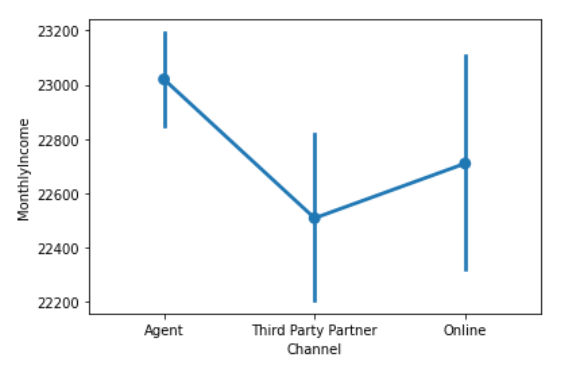 23200
23000
22800
22600
22400
22200
MonthlyIncome
Agent
Third Party Partner
Online
Channel